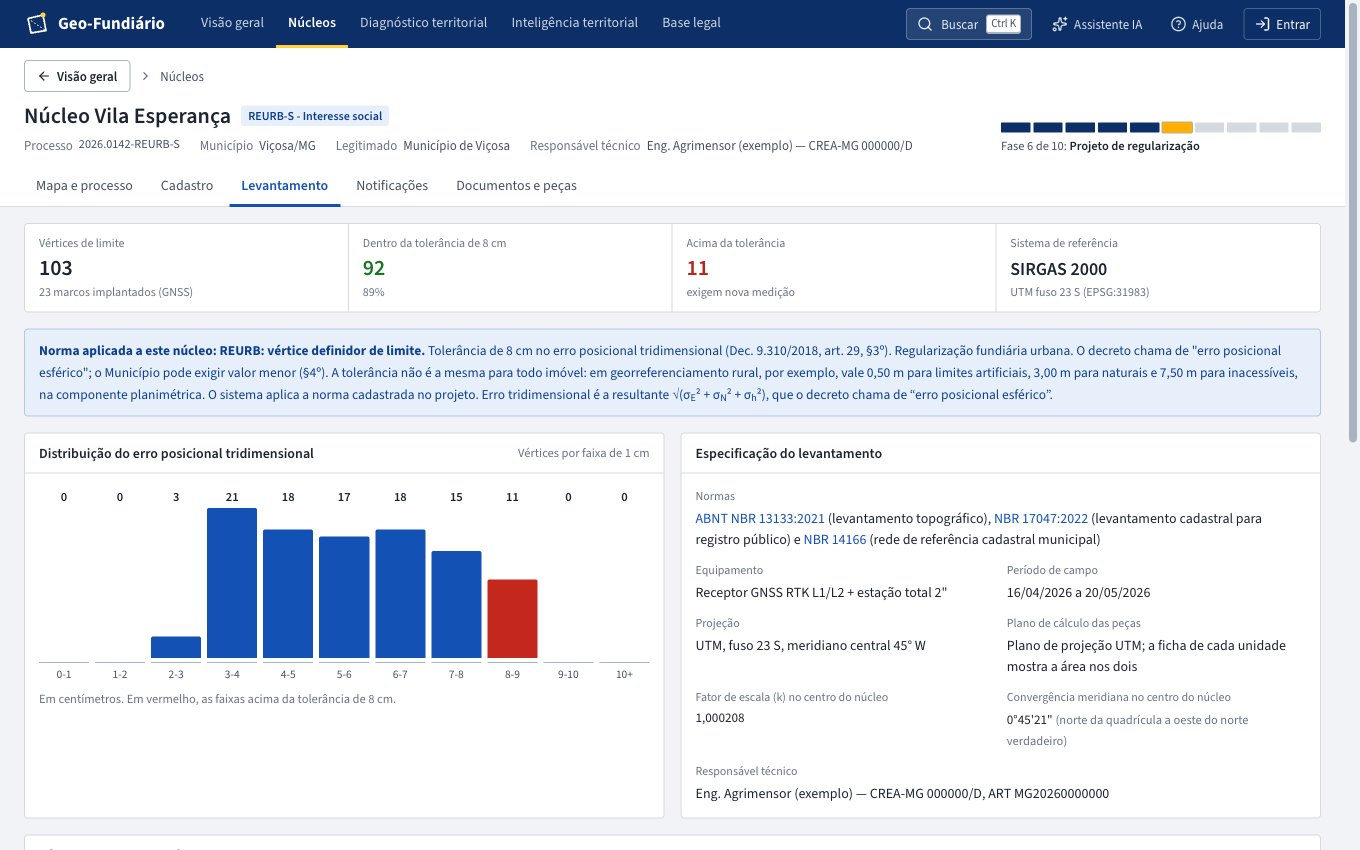 Geo-Fundiário
Visão geral
Núcleos
Diagnóstico territorial
Inteligência territorial
Base legal
Buscar Ctrl K
Assistente IA
Ajuda
Entrar
Visão geral
Núcleos
Núcleo Vila Esperança
REURB-S - Interesse social
Processo 2026.0142-REURB-S Município Viçosa/MG Legitimado Município de Viçosa Responsável técnico Eng. Agrimensor (exemplo) — CREA-MG 000000/D
Fase 6 de 10: Projeto de regularização
Mapa e processo
Cadastro
Levantamento
Notificações
Documentos e peças
Vértices de limite
103
23 marcos implantados (GNSS)
Dentro da tolerância de 8 cm
92
89%
Acima da tolerância
11
exigem nova medição
Sistema de referência
SIRGAS 2000
UTM fuso 23 S (EPSG:31983)
Norma aplicada a este núcleo: REURB: vértice definidor de limite. Tolerância de 8 cm no erro posicional tridimensional (Dec. 9.310/2018, art. 29, §3º). Regularização fundiária urbana. O decreto chama de "erro posicional
esférico"; o Município pode exigir valor menor (§4º). A tolerância não é a mesma para todo imóvel: em georreferenciamento rural, por exemplo, vale 0,50 m para limites artificiais, 3,00 m para naturais e 7,50 m para inacessíveis,
na componente planimétrica. O sistema aplica a norma cadastrada no projeto. Erro tridimensional é a resultante √(σE² + σN² + σh²), que o decreto chama de “erro posicional esférico”.
Distribuição do erro posicional tridimensional
Vértices por faixa de 1 cm
0 0 3 21 18 17 18 15 11 0 0
0-1 1-2 2-3 3-4 4-5 5-6 6-7 7-8 8-9 9-10 10+
Em centímetros. Em vermelho, as faixas acima da tolerância de 8 cm.
Especificação do levantamento
Normas
ABNT NBR 13133:2021 (levantamento topográfico), NBR 17047:2022 (levantamento cadastral para
registro público) e NBR 14166 (rede de referência cadastral municipal)
Equipamento
Receptor GNSS RTK L1/L2 + estação total 2"
Período de campo
16/04/2026 a 20/05/2026
Projeção
UTM, fuso 23 S, meridiano central 45° W
Plano de cálculo das peças
Plano de projeção UTM; a ficha de cada unidade
mostra a área nos dois
Fator de escala (k) no centro do núcleo
1,000208
Convergência meridiana no centro do núcleo
0°45'21" (norte da quadrícula a oeste do norte
verdadeiro)
Responsável técnico
Eng. Agrimensor (exemplo) — CREA-MG 000000/D, ART MG20260000000